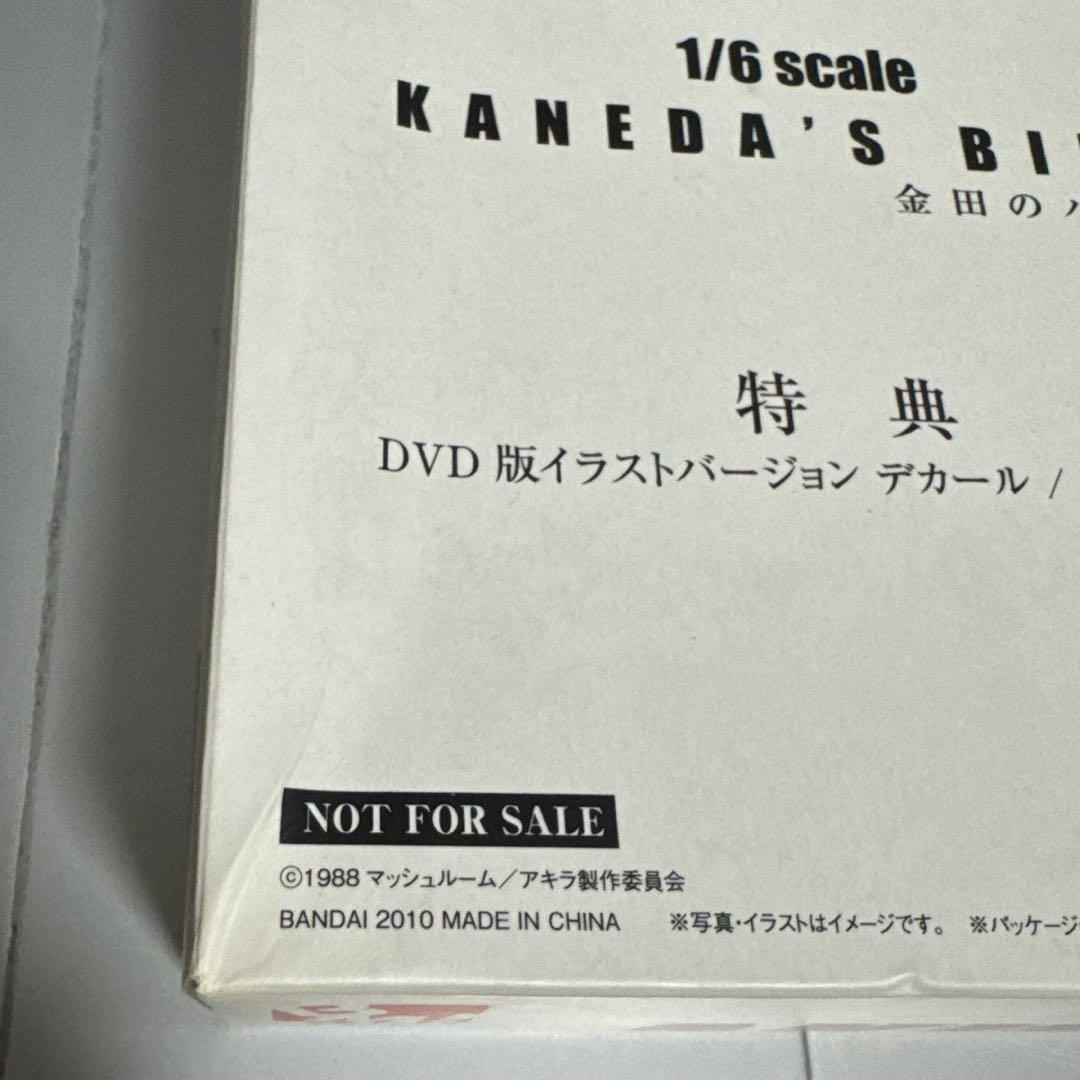 1/6 scale
KANEDA'S
金田の
特典
DVD 版イラストバージョン デカール /
NOT FOR SALE
©1988 マッシュルーム／アキラ製作委員会
BANDAI 2010 MADE IN CHINA ※写真・イラストはイメージです。 ※パッケージ